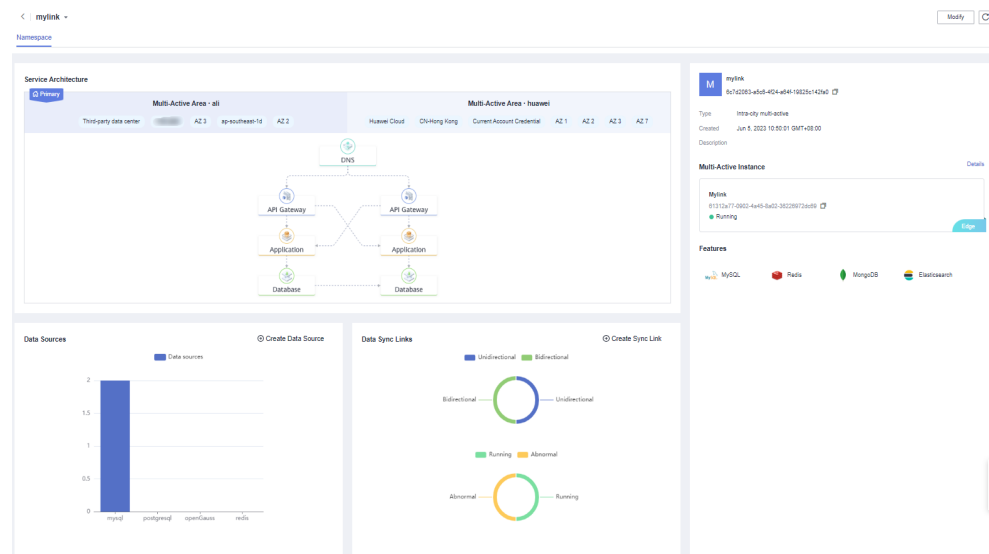 mylink
Modify
Namespace
Service Architecture
Primary
Multi-Active Area · ali
Multi-Active Area · huawei
Third-party data center AZ 3 ap-southeast-1d AZ 2
Huawei Cloud CN-Hong Kong Current Account Credential AZ 1 AZ 2 AZ 3 AZ 7
DNS
API Gateway API Gateway
Application Application
Database Database
M
mylink
Type Intra-city multi-active
Created Jun 5, 2023 10:50:01 GMT+08:00
Description
Multi-Active Instance Details
Mylink
Running
Edge
Features
MySQL Redis MongoDB Elasticsearch
Data Sources Create Data Source
Data sources
2
1.5
1
0.5
0
mysql postgresql openGauss redis
Data Sync Links Create Sync Link
Unidirectional Bidirectional
Bidirectional Unidirectional
Running Abnormal
Abnormal Running